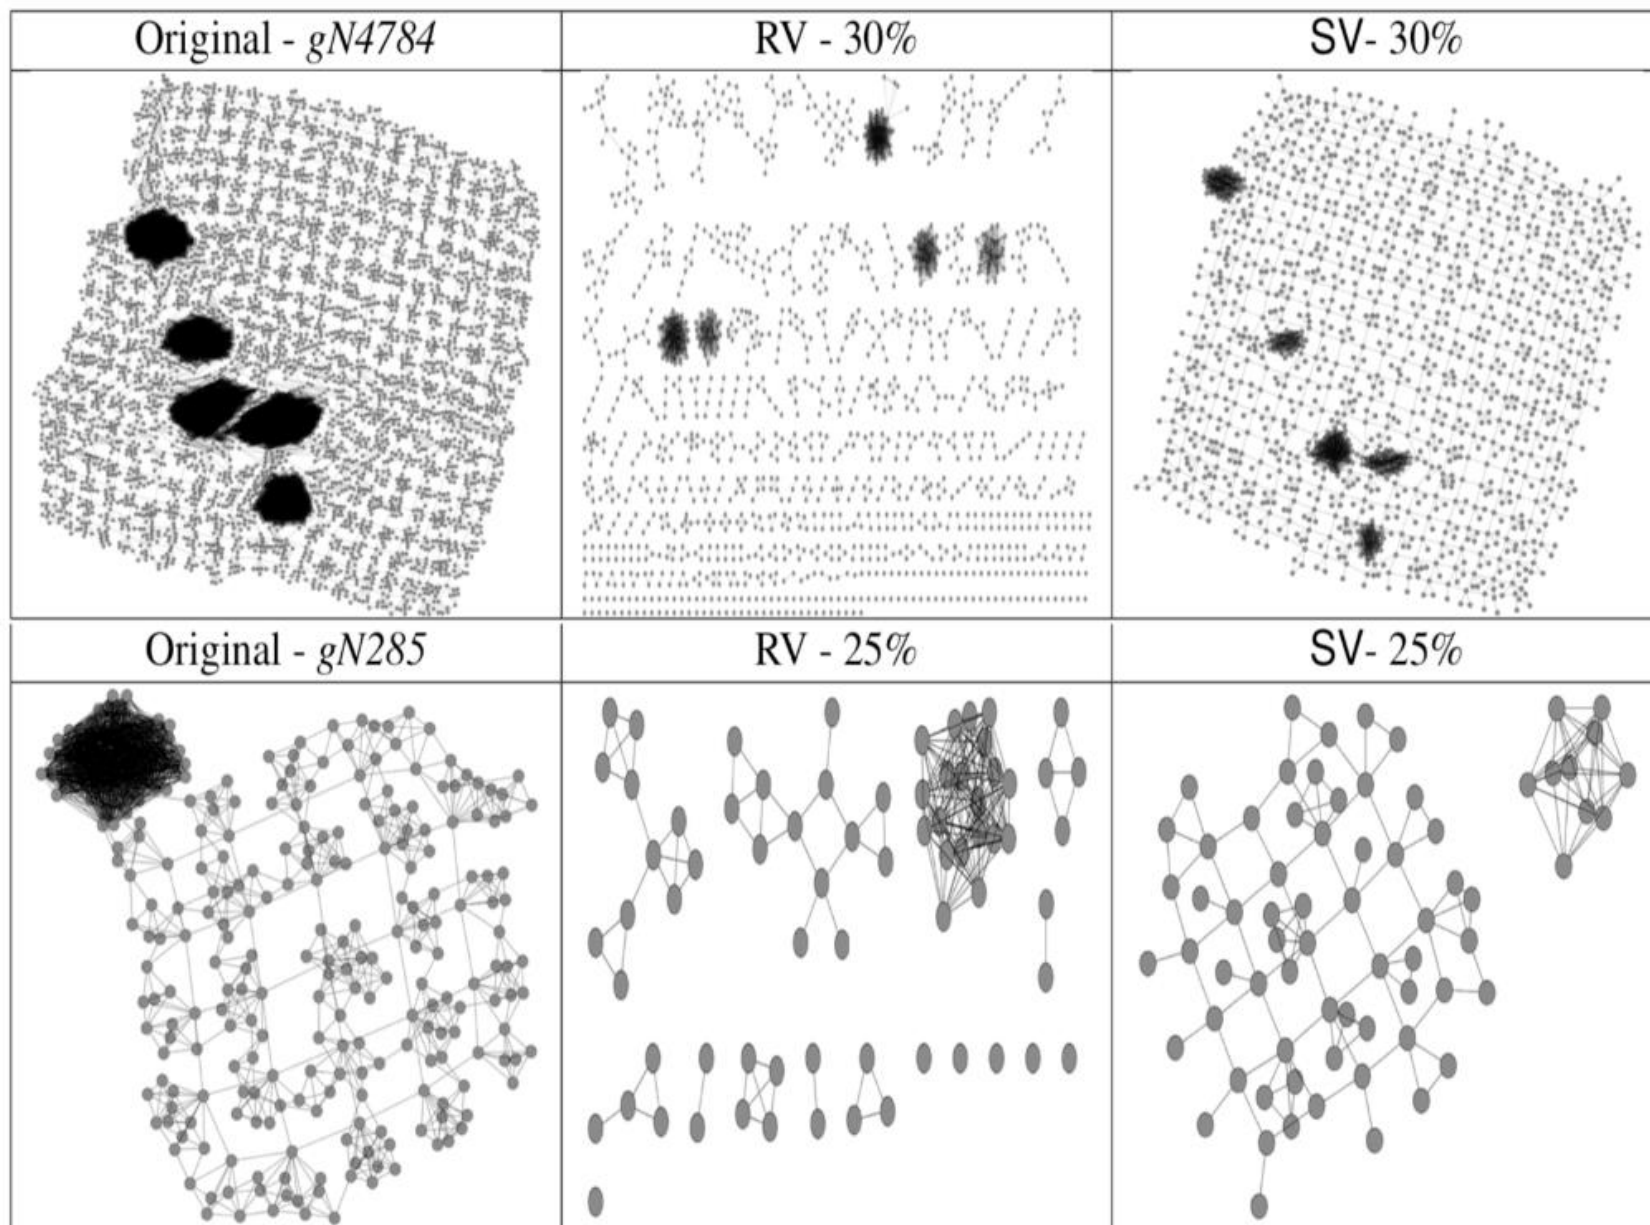 Original - gN4784
RV - 30%
SV- 30%
Original - gN285
RV - 25%
SV- 25%